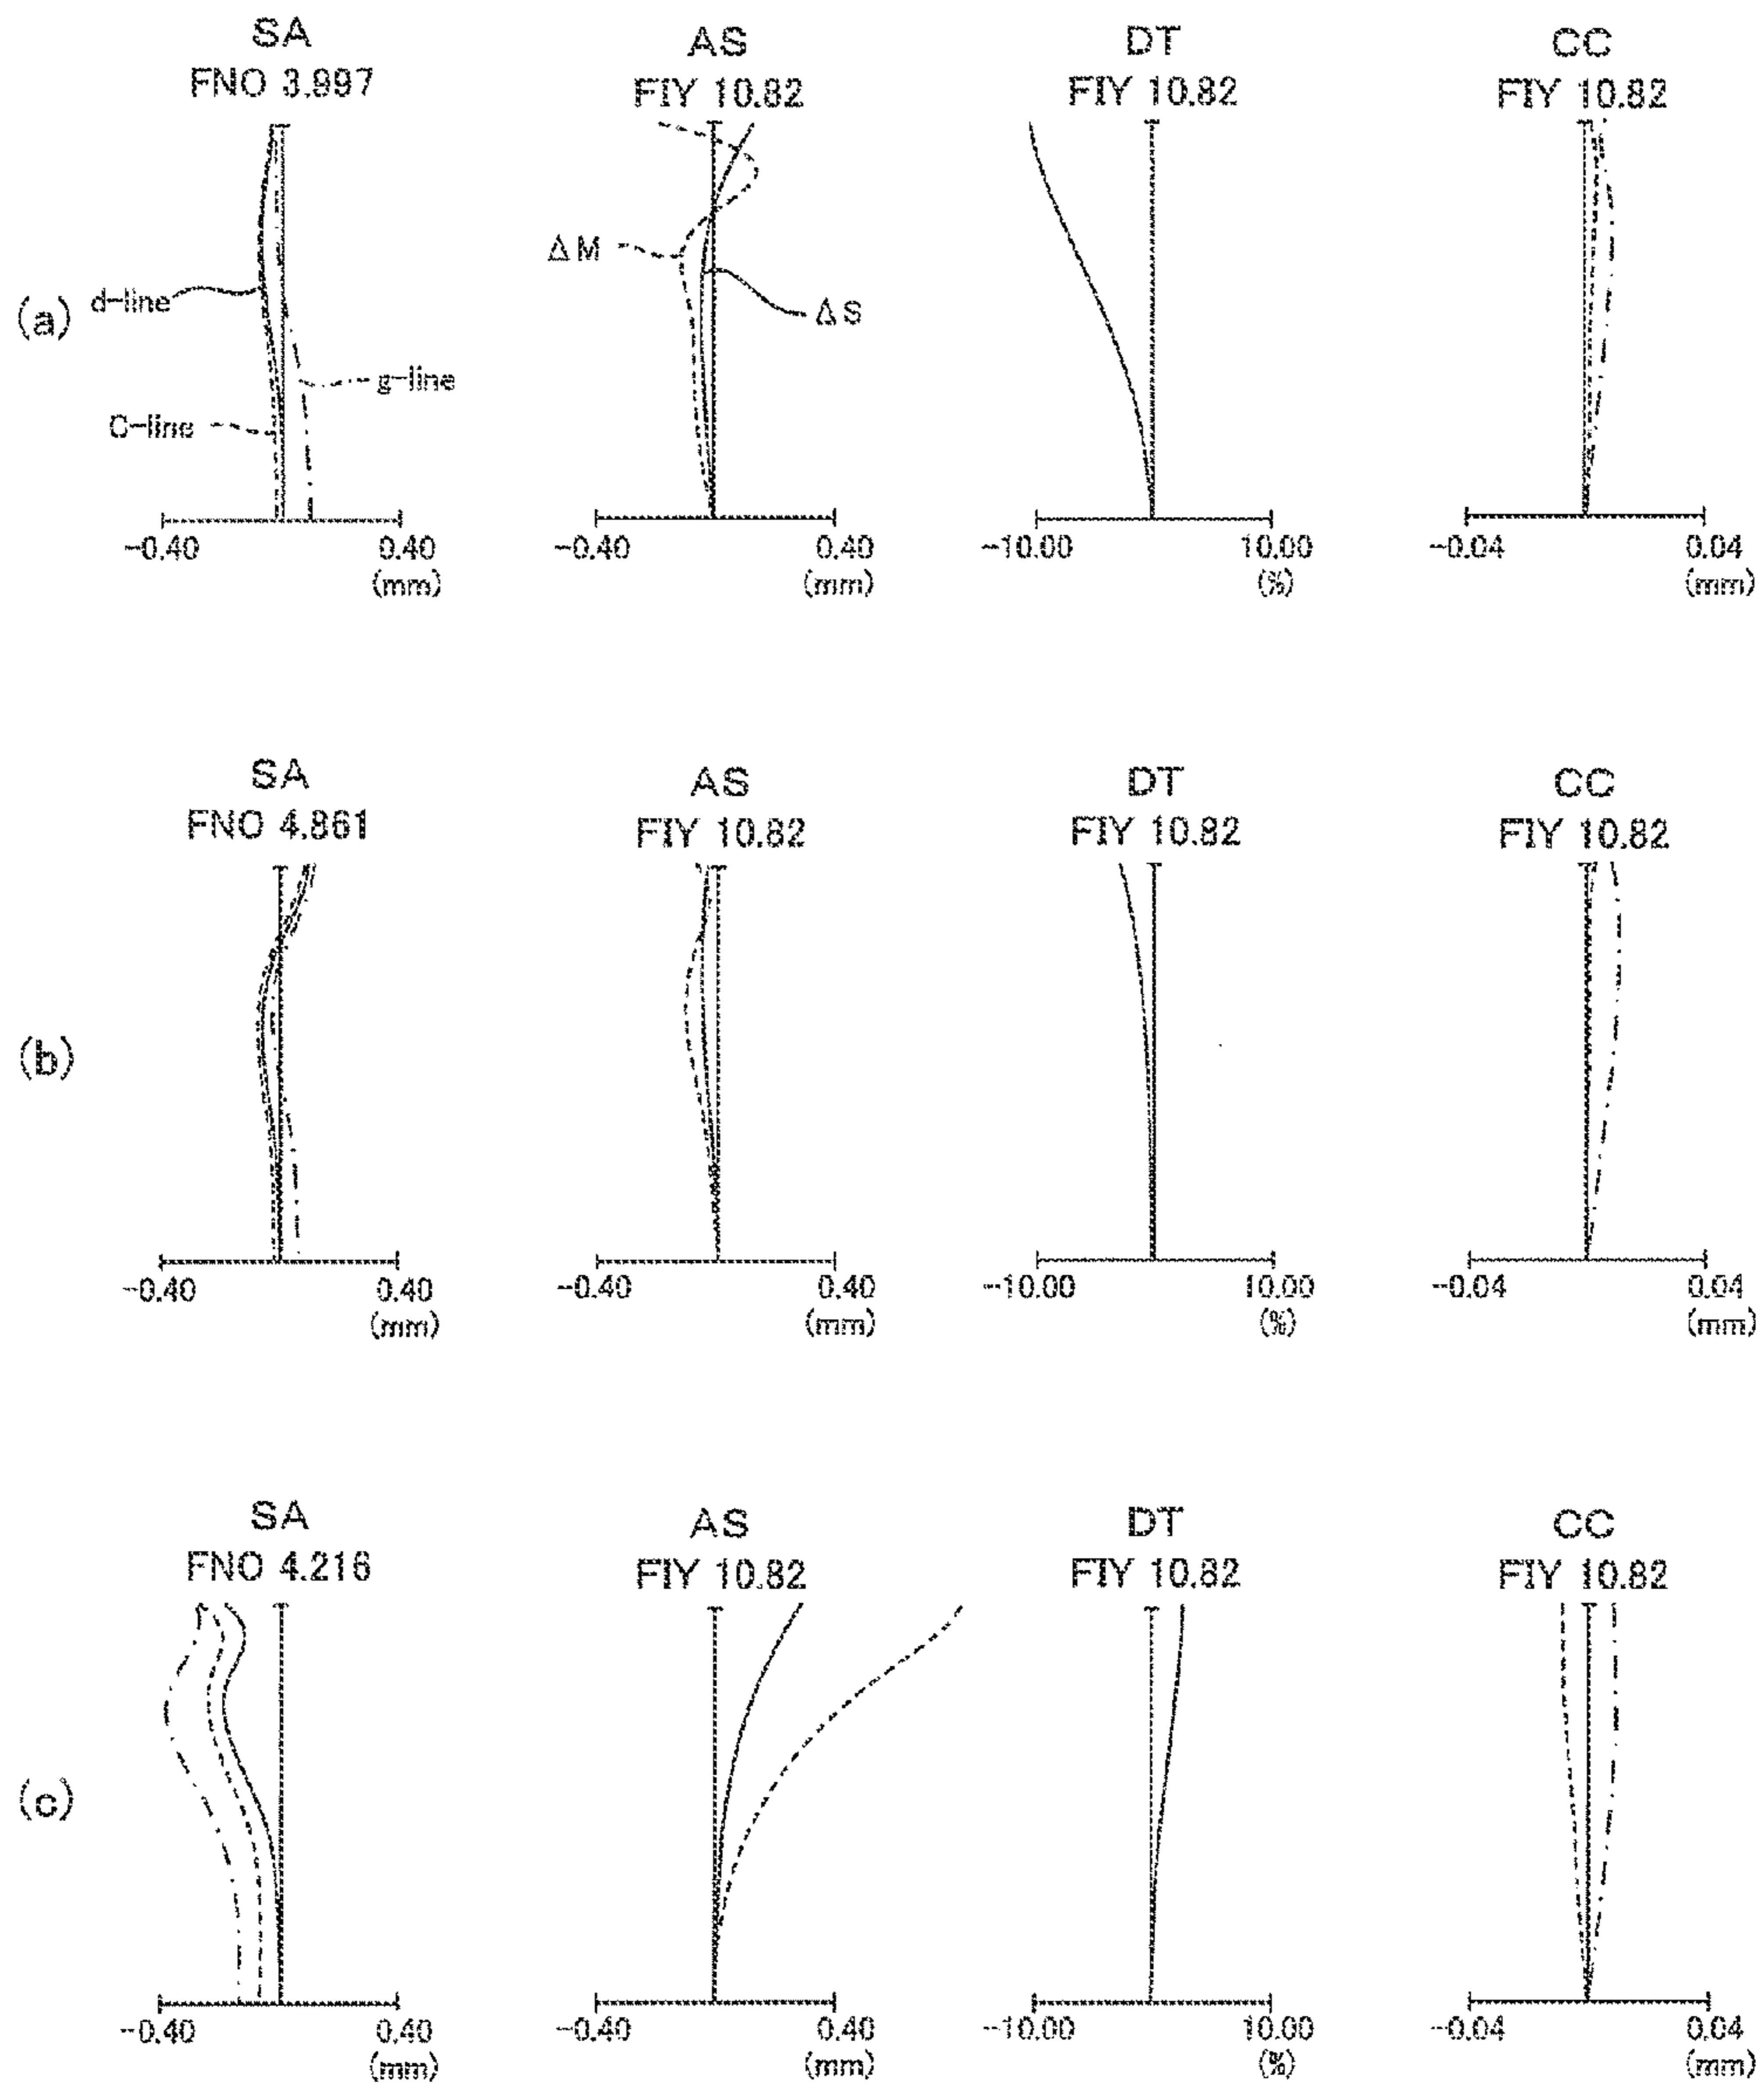 SA
FNO 3.997
AS
FIY 10.82
DT
FIY 10.82
CC
FIY 10.82
(a)
d-line
g-line
C-line
ΔM
ΔS
-0.40
0.40
(mm)
-0.40
0.40
(mm)
-10.00
10.00
(%)
-0.04
0.04
(mm)
SA
FNO 4.861
AS
FIY 10.82
DT
FIY 10.82
CC
FIY 10.82
(b)
-0.40
0.40
(mm)
-0.40
0.40
(mm)
-10.00
10.00
(%)
-0.04
0.04
(mm)
SA
FNO 4.216
AS
FIY 10.82
DT
FIY 10.82
CC
FIY 10.82
(c)
-0.40
0.40
(mm)
-0.40
0.40
(mm)
-10.00
10.00
(%)
-0.04
0.04
(mm)